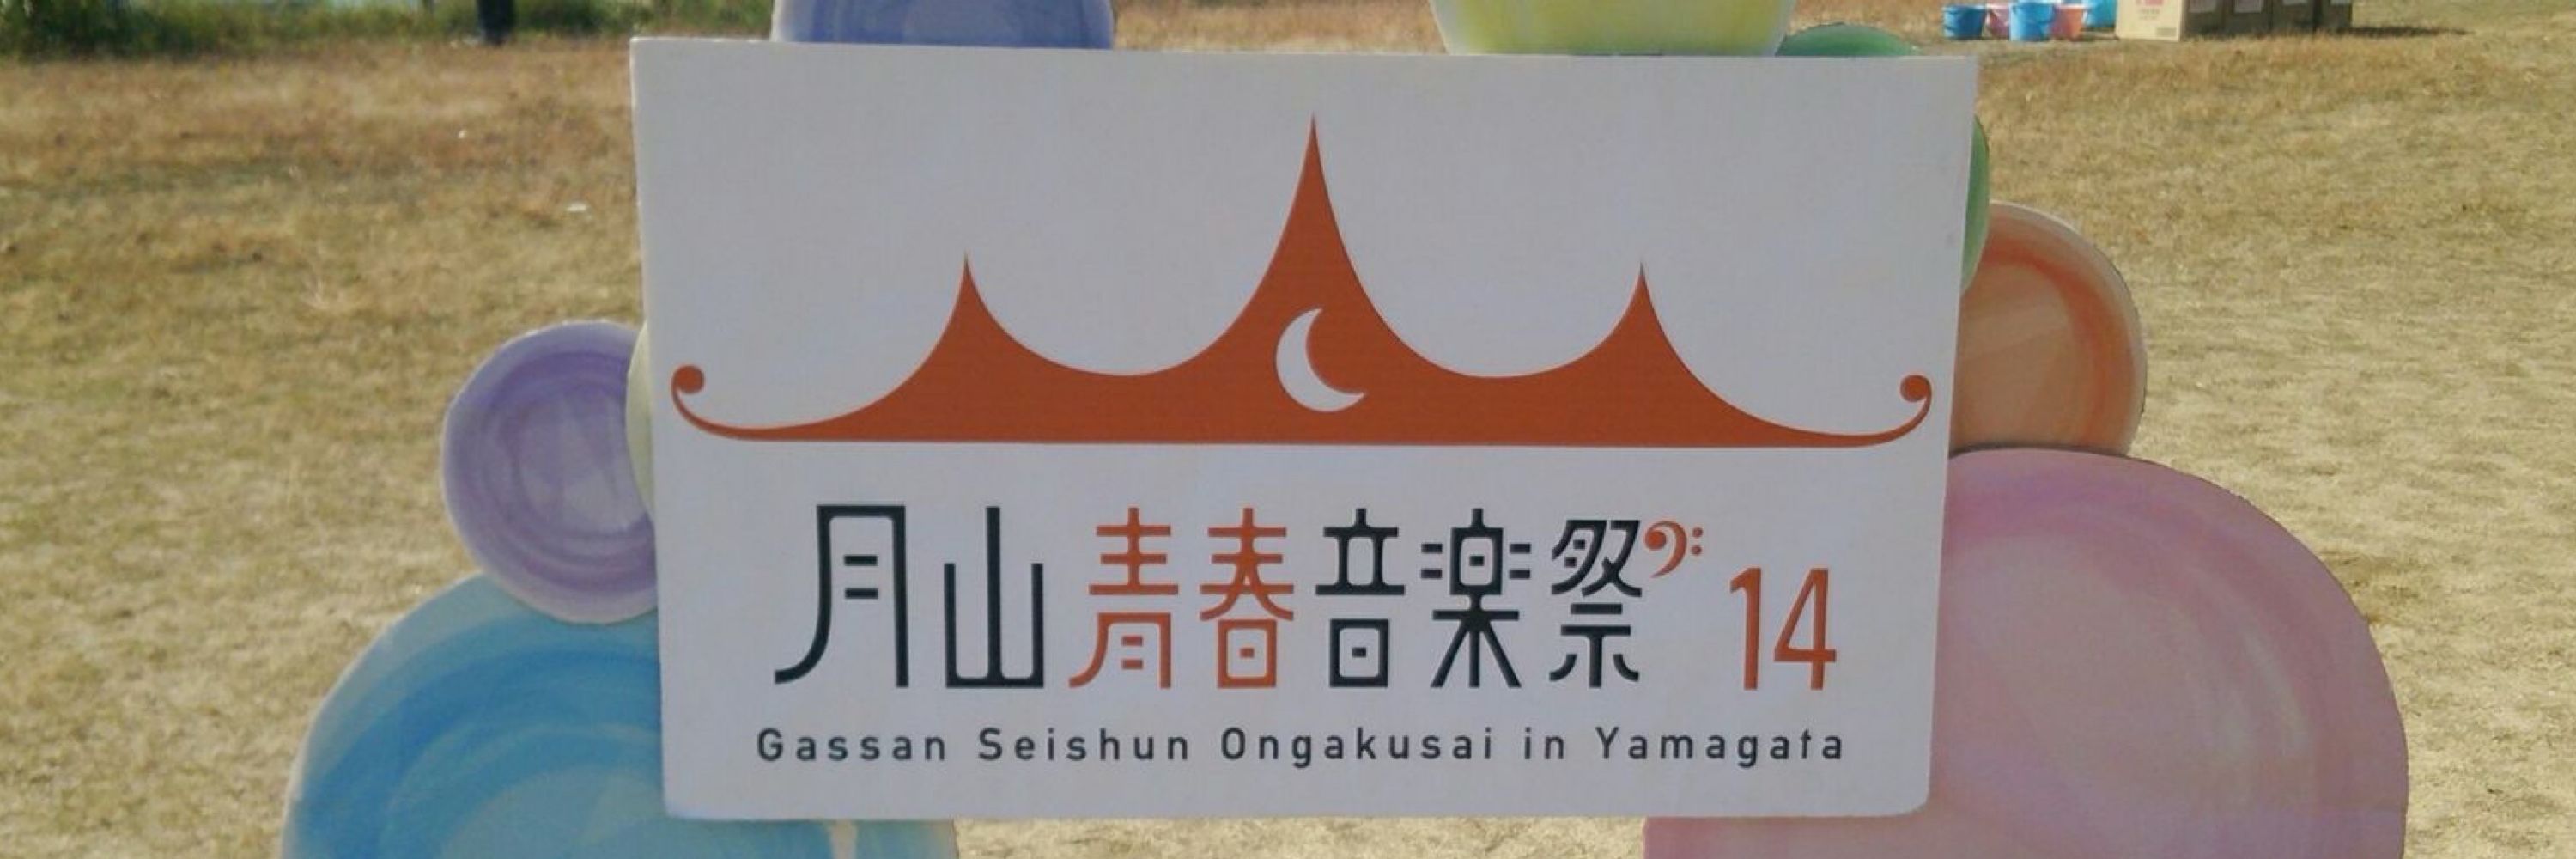 月山青春音楽祭 14
Gassan Seishun Ongakusai in Yamagata